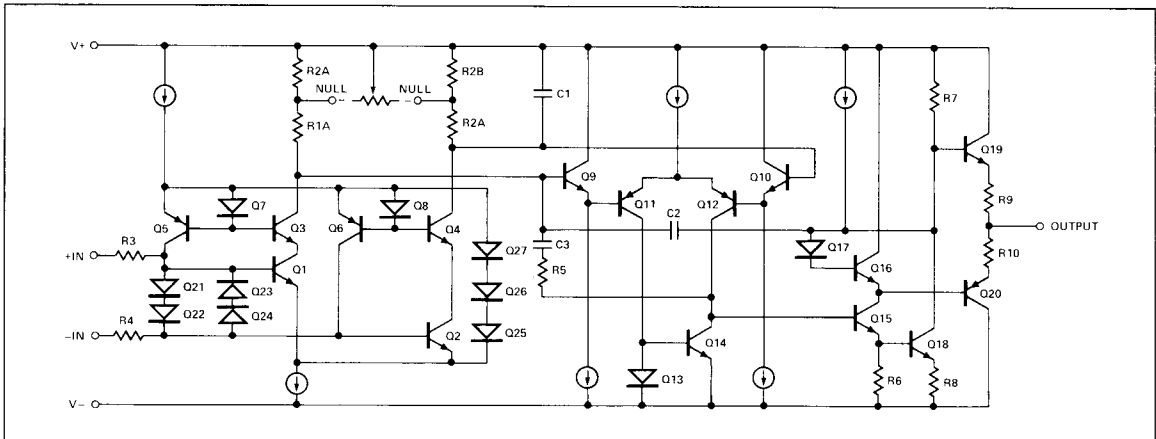 V+
R2A
R2B
NULL
NULL
C1
R7
R1A
R2A
Q19
Q9
Q10
Q7
Q8
Q11
Q12
R9
Q5
Q3
Q6
Q4
C2
Q17
OUTPUT
R3
C3
Q27
Q16
R10
+IN
Q1
R5
Q21
Q23
Q26
Q20
Q22
Q24
Q15
R4
Q25
-IN
Q2
Q14
Q18
Q13
R6
R8
V-